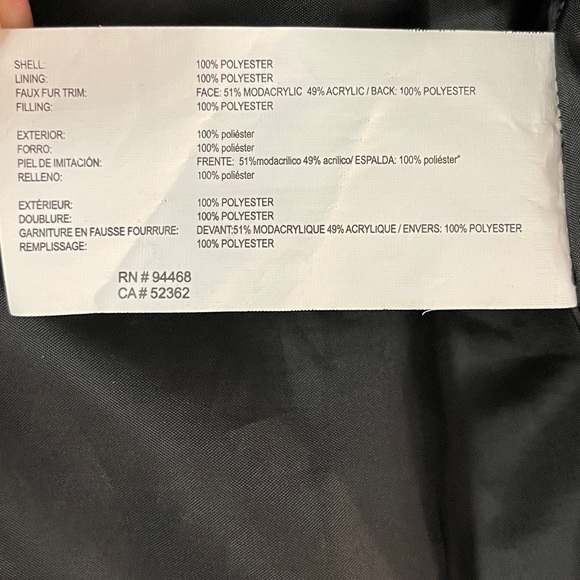 SHELL: 100% POLYESTER
LINING: 100% POLYESTER
FAUX FUR TRIM: FACE: 51% MODACRYLIC 49% ACRYLIC / BACK: 100% POLYESTER
FILLING: 100% POLYESTER
EXTERIOR: 100% poliéster
FORRO: 100% poliéster
PIEL DE IMITACIÓN: FRENTE: 51%modacrilico 49% acrilico/ ESPALDA: 100% poliéster"
RELLENO: 100% poliéster
EXTÉRIEUR: 100% POLYESTER
DOUBLURE: 100% POLYESTER
GARNITURE EN FAUSSE FOURRURE: DEVANT:51% MODACRYLIQUE 49% ACRYLIQUE / ENVERS: 100% POLYESTER
REMPLISSAGE: 100% POLYESTER
RN # 94468
CA # 52362